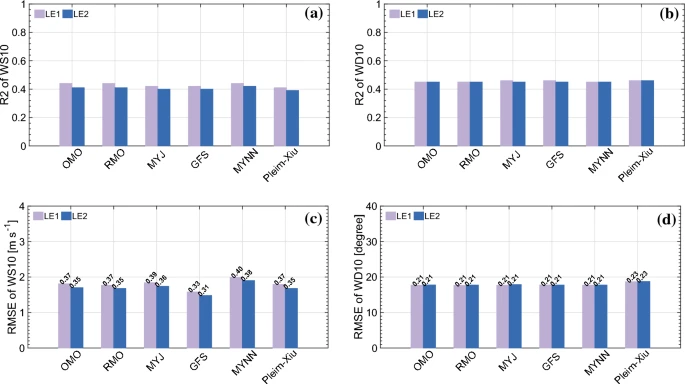 1
0.8
0.6
0.4
0.2
0
R2 of WS10
LE1 LE2
(a)
OMO RMO MYJ GFS MYNN Pleim-Xiu
1
0.8
0.6
0.4
0.2
0
R2 of WD10
LE1 LE2
(b)
OMO RMO MYJ GFS MYNN Pleim-Xiu
4
3
2
1
0
RMSE of WS10 [m s-1]
LE1 LE2
(c)
0.37 0.35 0.37 0.35 0.39 0.36 0.33 0.31 0.40 0.38 0.37 0.35
OMO RMO MYJ GFS MYNN Pleim-Xiu
40
30
20
10
0
RMSE of WD10 [degree]
LE1 LE2
(d)
0.21 0.21 0.21 0.21 0.21 0.21 0.21 0.21 0.21 0.21 0.23 0.23
OMO RMO MYJ GFS MYNN Pleim-Xiu